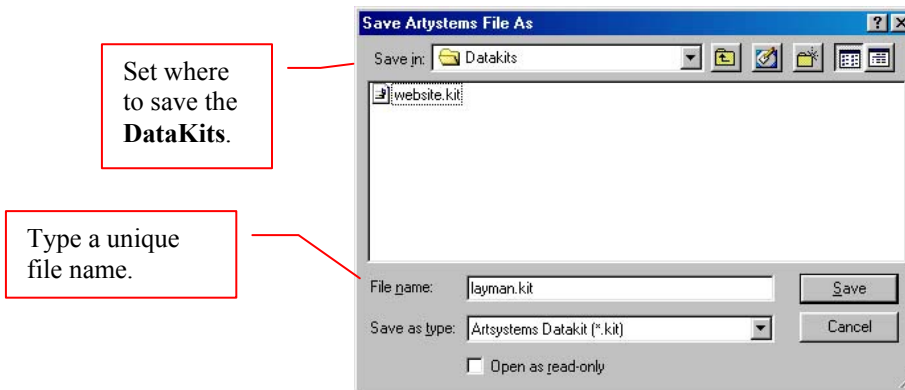 Save Artystems File As
Save in: Datakits
website.kit
Set where
to save the
DataKits.
Type a unique
file name.
File name: layman.kit Save
Save as type: Artsystems Datakit (*.kit) Cancel
Open as read-only